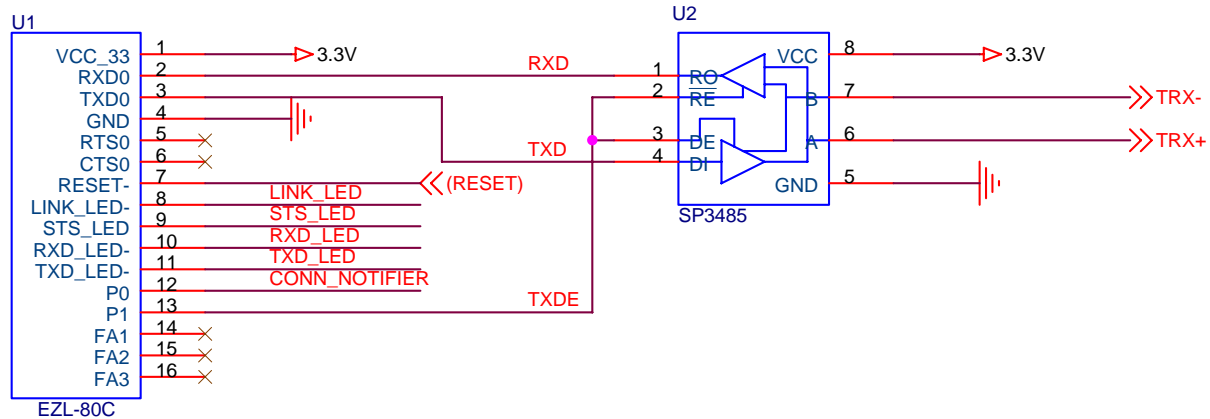 U1
VCC_33 1 3.3V
RXD0 2
TXD0 3
GND 4
RTS0 5
CTS0 6
RESET- 7 (RESET)
LINK_LED- 8 LINK_LED
STS_LED 9 STS_LED
RXD_LED- 10 RXD_LED
TXD_LED- 11 TXD_LED
P0 12 CONN_NOTIFIER
P1 13
FA1 14
FA2 15
FA3 16
EZL-80C
RXD
TXD
TXDE
U2
1 RO VCC 8 3.3V
2 RE B 7 TRX-
3 DE A 6 TRX+
4 DI GND 5
SP3485